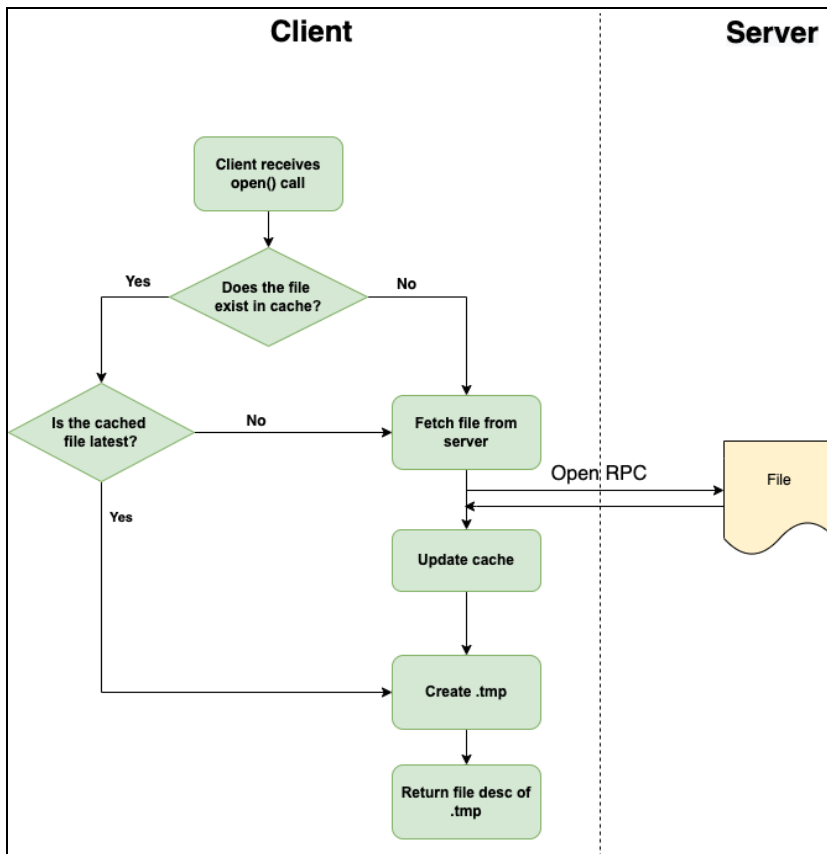 Client
Server
Client receives
open() call
Does the file
exist in cache?
Yes
No
Is the cached
file latest?
No
Fetch file from
server
Open RPC
File
Yes
Update cache
Create .tmp
Return file desc of
.tmp